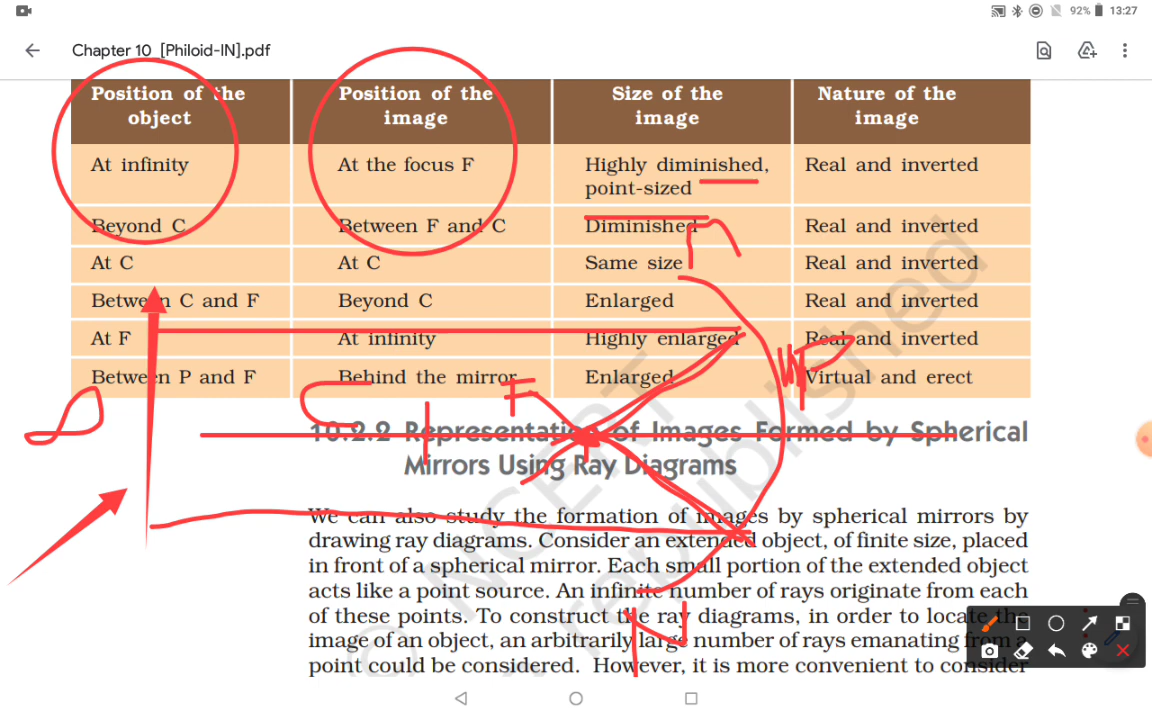 92% 13:27
Chapter 10_[Philoid-IN].pdf
Position of the object Position of the image Size of the image Nature of the image
At infinity At the focus F Highly diminished, point-sized Real and inverted
Beyond C Between F and C Diminished Real and inverted
At C At C Same size Real and inverted
Between C and F Beyond C Enlarged Real and inverted
At F At infinity Highly enlarged Real and inverted
Between P and F Behind the mirror Enlarged Virtual and erect
C F
10.2.2 Representation of Images Formed by Spherical
Mirrors Using Ray Diagrams
We can also study the formation of images by spherical mirrors by
drawing ray diagrams. Consider an extended object, of finite size, placed
in front of a spherical mirror. Each small portion of the extended object
acts like a point source. An infinite number of rays originate from each
of these points. To construct the ray diagrams, in order to locate the
image of an object, an arbitrarily large number of rays emanating from a
point could be considered. However, it is more convenient to consider
© NCERT
republished